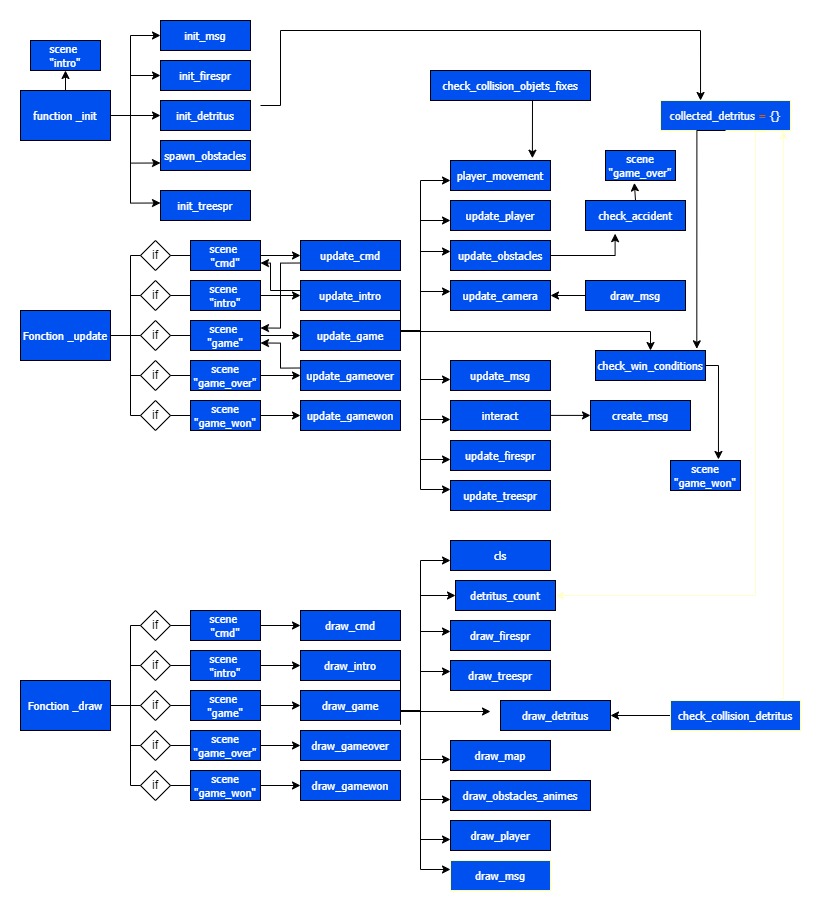 init_msg
scene
"intro"
init_firespr
function _init
init_detritus
spawn_obstacles
init_treespr
check_collision_objets_fixes
collected_detritus = {}
player_movement
scene
"game_over"
update_player
check_accident
update_obstacles
update_camera
draw_msg
Fonction _update
if
scene
"cmd"
update_cmd
if
scene
"intro"
update_intro
if
scene
"game"
update_game
if
scene
"game_over"
update_gameover
if
scene
"game_won"
update_gamewon
check_win_conditions
update_msg
interact
create_msg
update_firespr
scene
"game_won"
update_treespr
cls
detritus_count
draw_firespr
draw_treespr
Fonction _draw
if
scene
"cmd"
draw_cmd
if
scene
"intro"
draw_intro
if
scene
"game"
draw_game
if
scene
"game_over"
draw_gameover
if
scene
"game_won"
draw_gamewon
draw_detritus
check_collision_detritus
draw_map
draw_obstacles_animes
draw_player
draw_msg